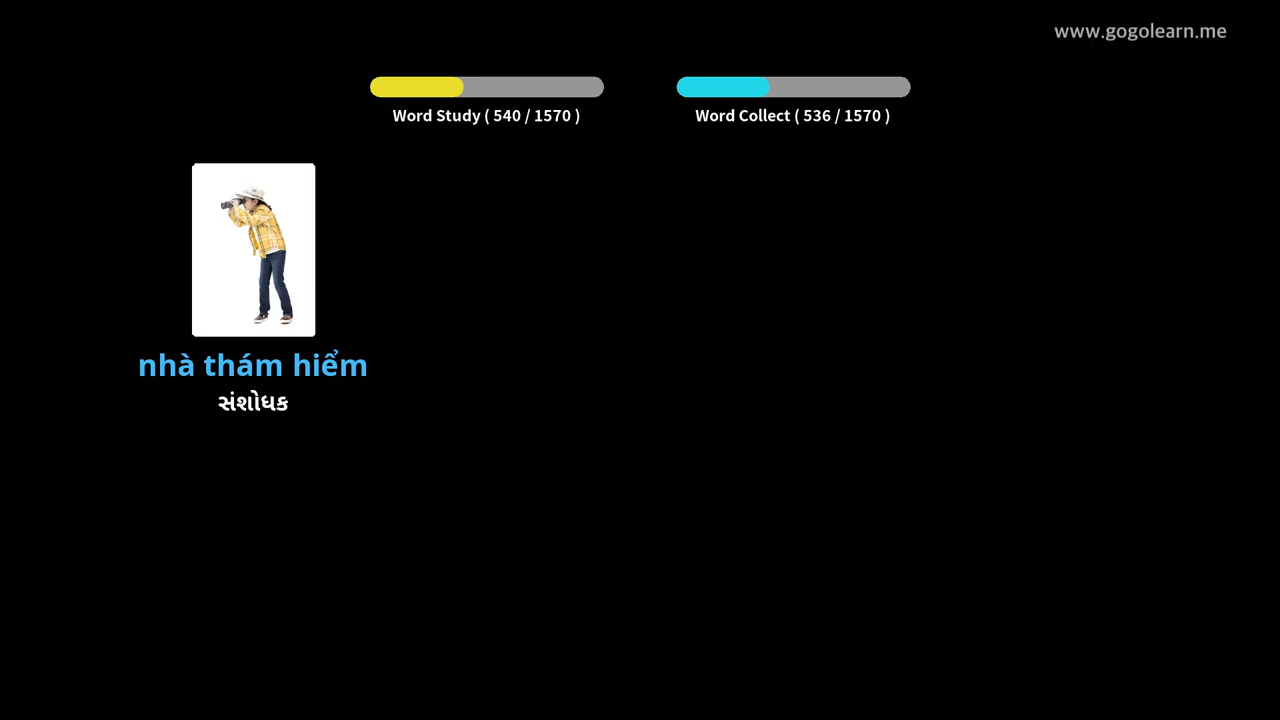 www.gogolearn.me
Word Study ( 540 / 1570 )
Word Collect ( 536 / 1570 )
nhà thám hiểm
સંશોધક